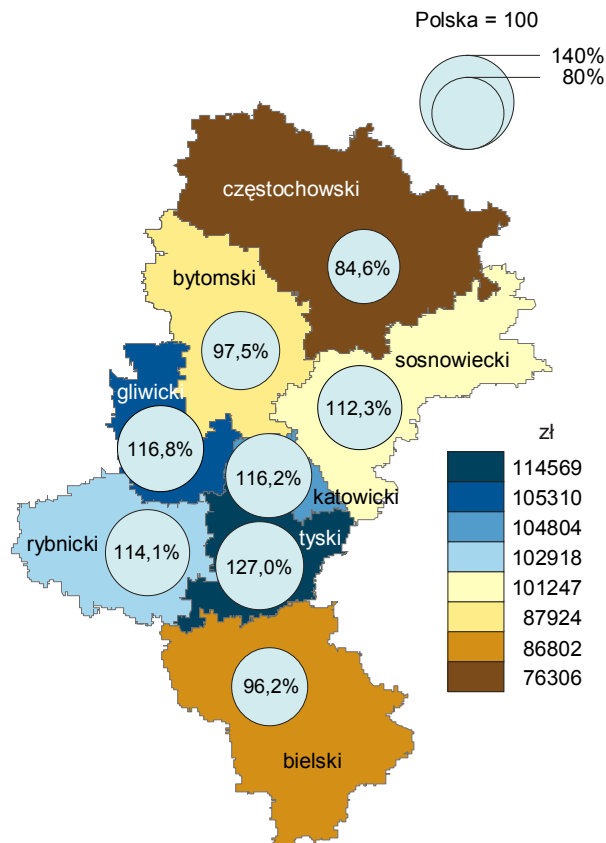 Polska = 100
140%
80%
częstochowski
84,6%
bytomski
97,5%
sosnowiecki
112,3%
gliwicki
116,8%
116,2%
katowicki
rybnicki
114,1%
tyski
127,0%
96,2%
bielski
zł
114569
105310
104804
102918
101247
87924
86802
76306